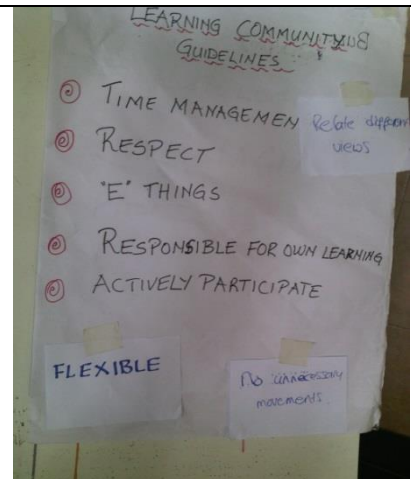 LEARNING COMMUNITY
GUIDELINES
TIME MANAGEMEN
Relate different
views
RESPECT
"E" THINGS
RESPONSIBLE FOR OWN LEARNING
ACTIVELY PARTICIPATE
FLEXIBLE
No unnecessary
movements.